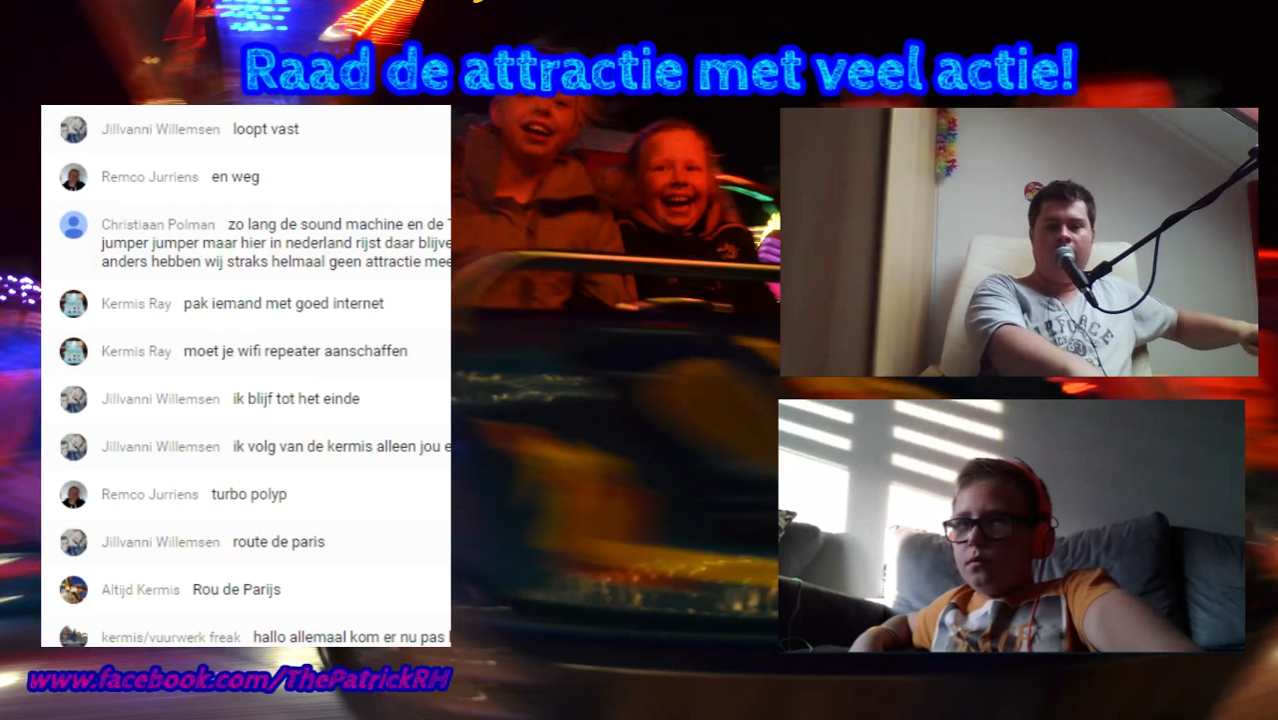 Raad de attractie met veel actie!
Jillvanni Willemsen loopt vast
Remco Jurriens en weg
Christiaan Polman zo lang de sound machine en de
jumper jumper maar hier in nederland rijst daar blijve
anders hebben wij straks helmaal geen attractie mee
Kermis Ray pak iemand met goed internet
Kermis Ray moet je wifi repeater aanschaffen
Jillvanni Willemsen ik blijf tot het einde
Jillvanni Willemsen ik volg van de kermis alleen jou e
Remco Jurriens turbo polyp
Jillvanni Willemsen route de paris
Altijd Kermis Rou de Parijs
kermis/vuurwerk freak hallo allemaal kom er nu pas
www.facebook.com/ThePatrickRH